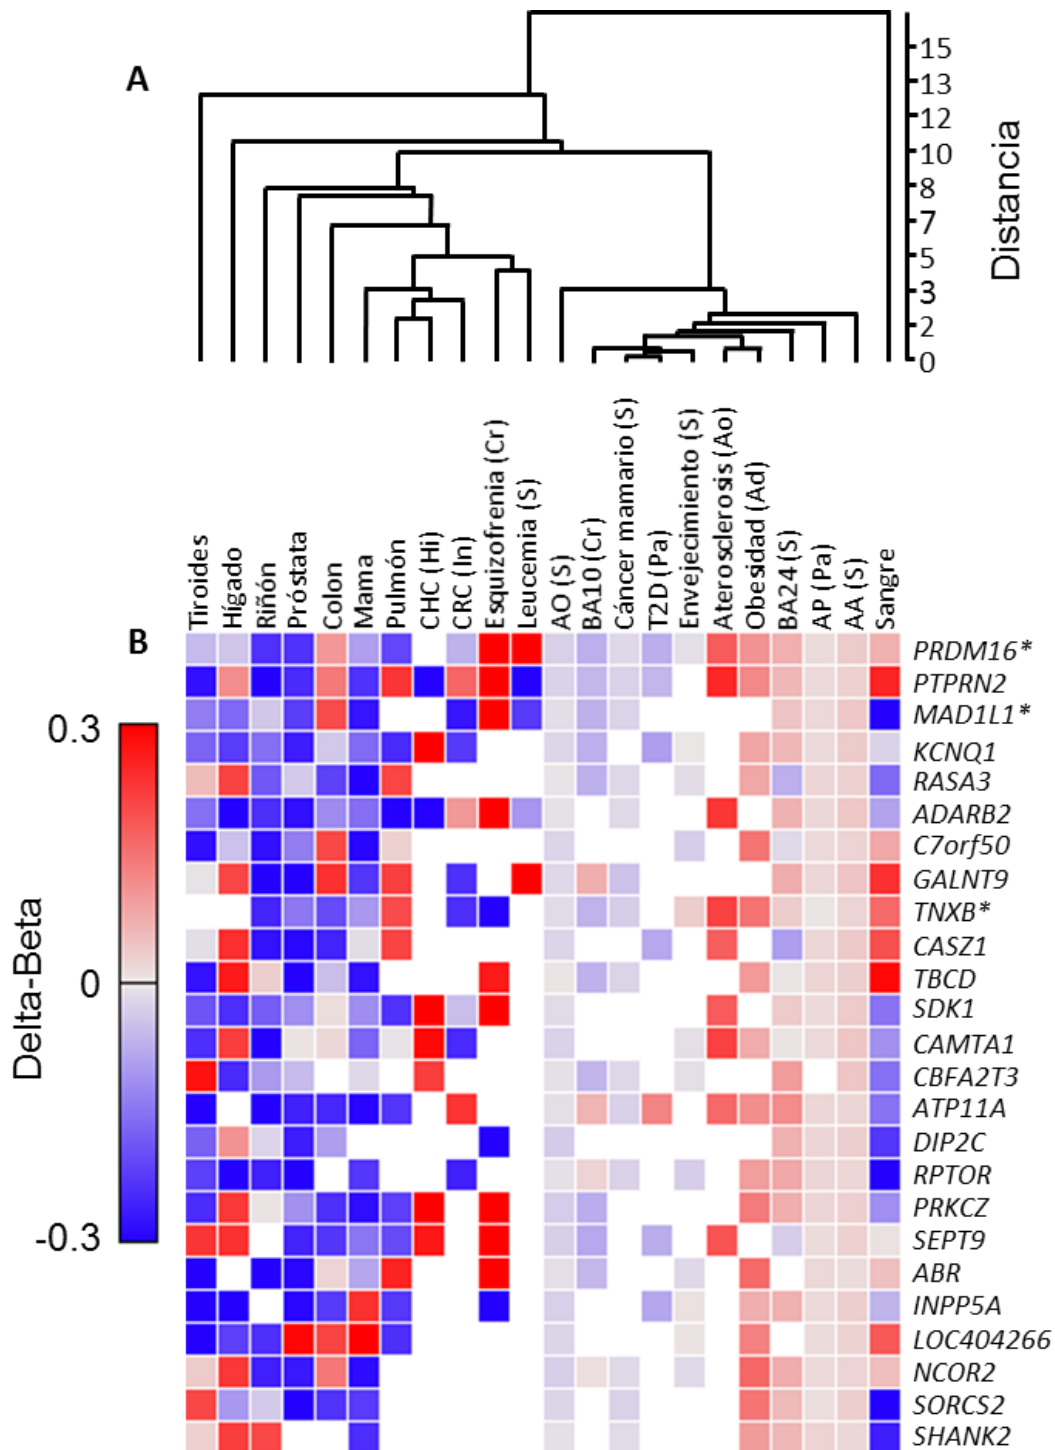 A
15
13
12
10
8
7
5
3
2
0
Distancia
Tiroides
Hígado
Riñón
Próstata
Colon
Mama
Pulmón
CHC (Hi)
CRC (In)
Esquizofrenia (Cr)
Leucemia (S)
AO (S)
BA10 (Cr)
Cáncer mamario (S)
T2D (Pa)
Envejecimiento (S)
Aterosclerosis (Ao)
Obesidad (Ad)
BA24 (S)
AP (Pa)
AA (S)
Sangre
B
0.3
0
-0.3
Delta-Beta
PRDM16*
PTPRN2
MAD1L1*
KCNQ1
RASA3
ADARB2
C7orf50
GALNT9
TNXB*
CASZ1
TBCD
SDK1
CAMTA1
CBFA2T3
ATP11A
DIP2C
RPTOR
PRKCZ
SEPT9
ABR
INPP5A
LOC404266
NCOR2
SORCS2
SHANK2